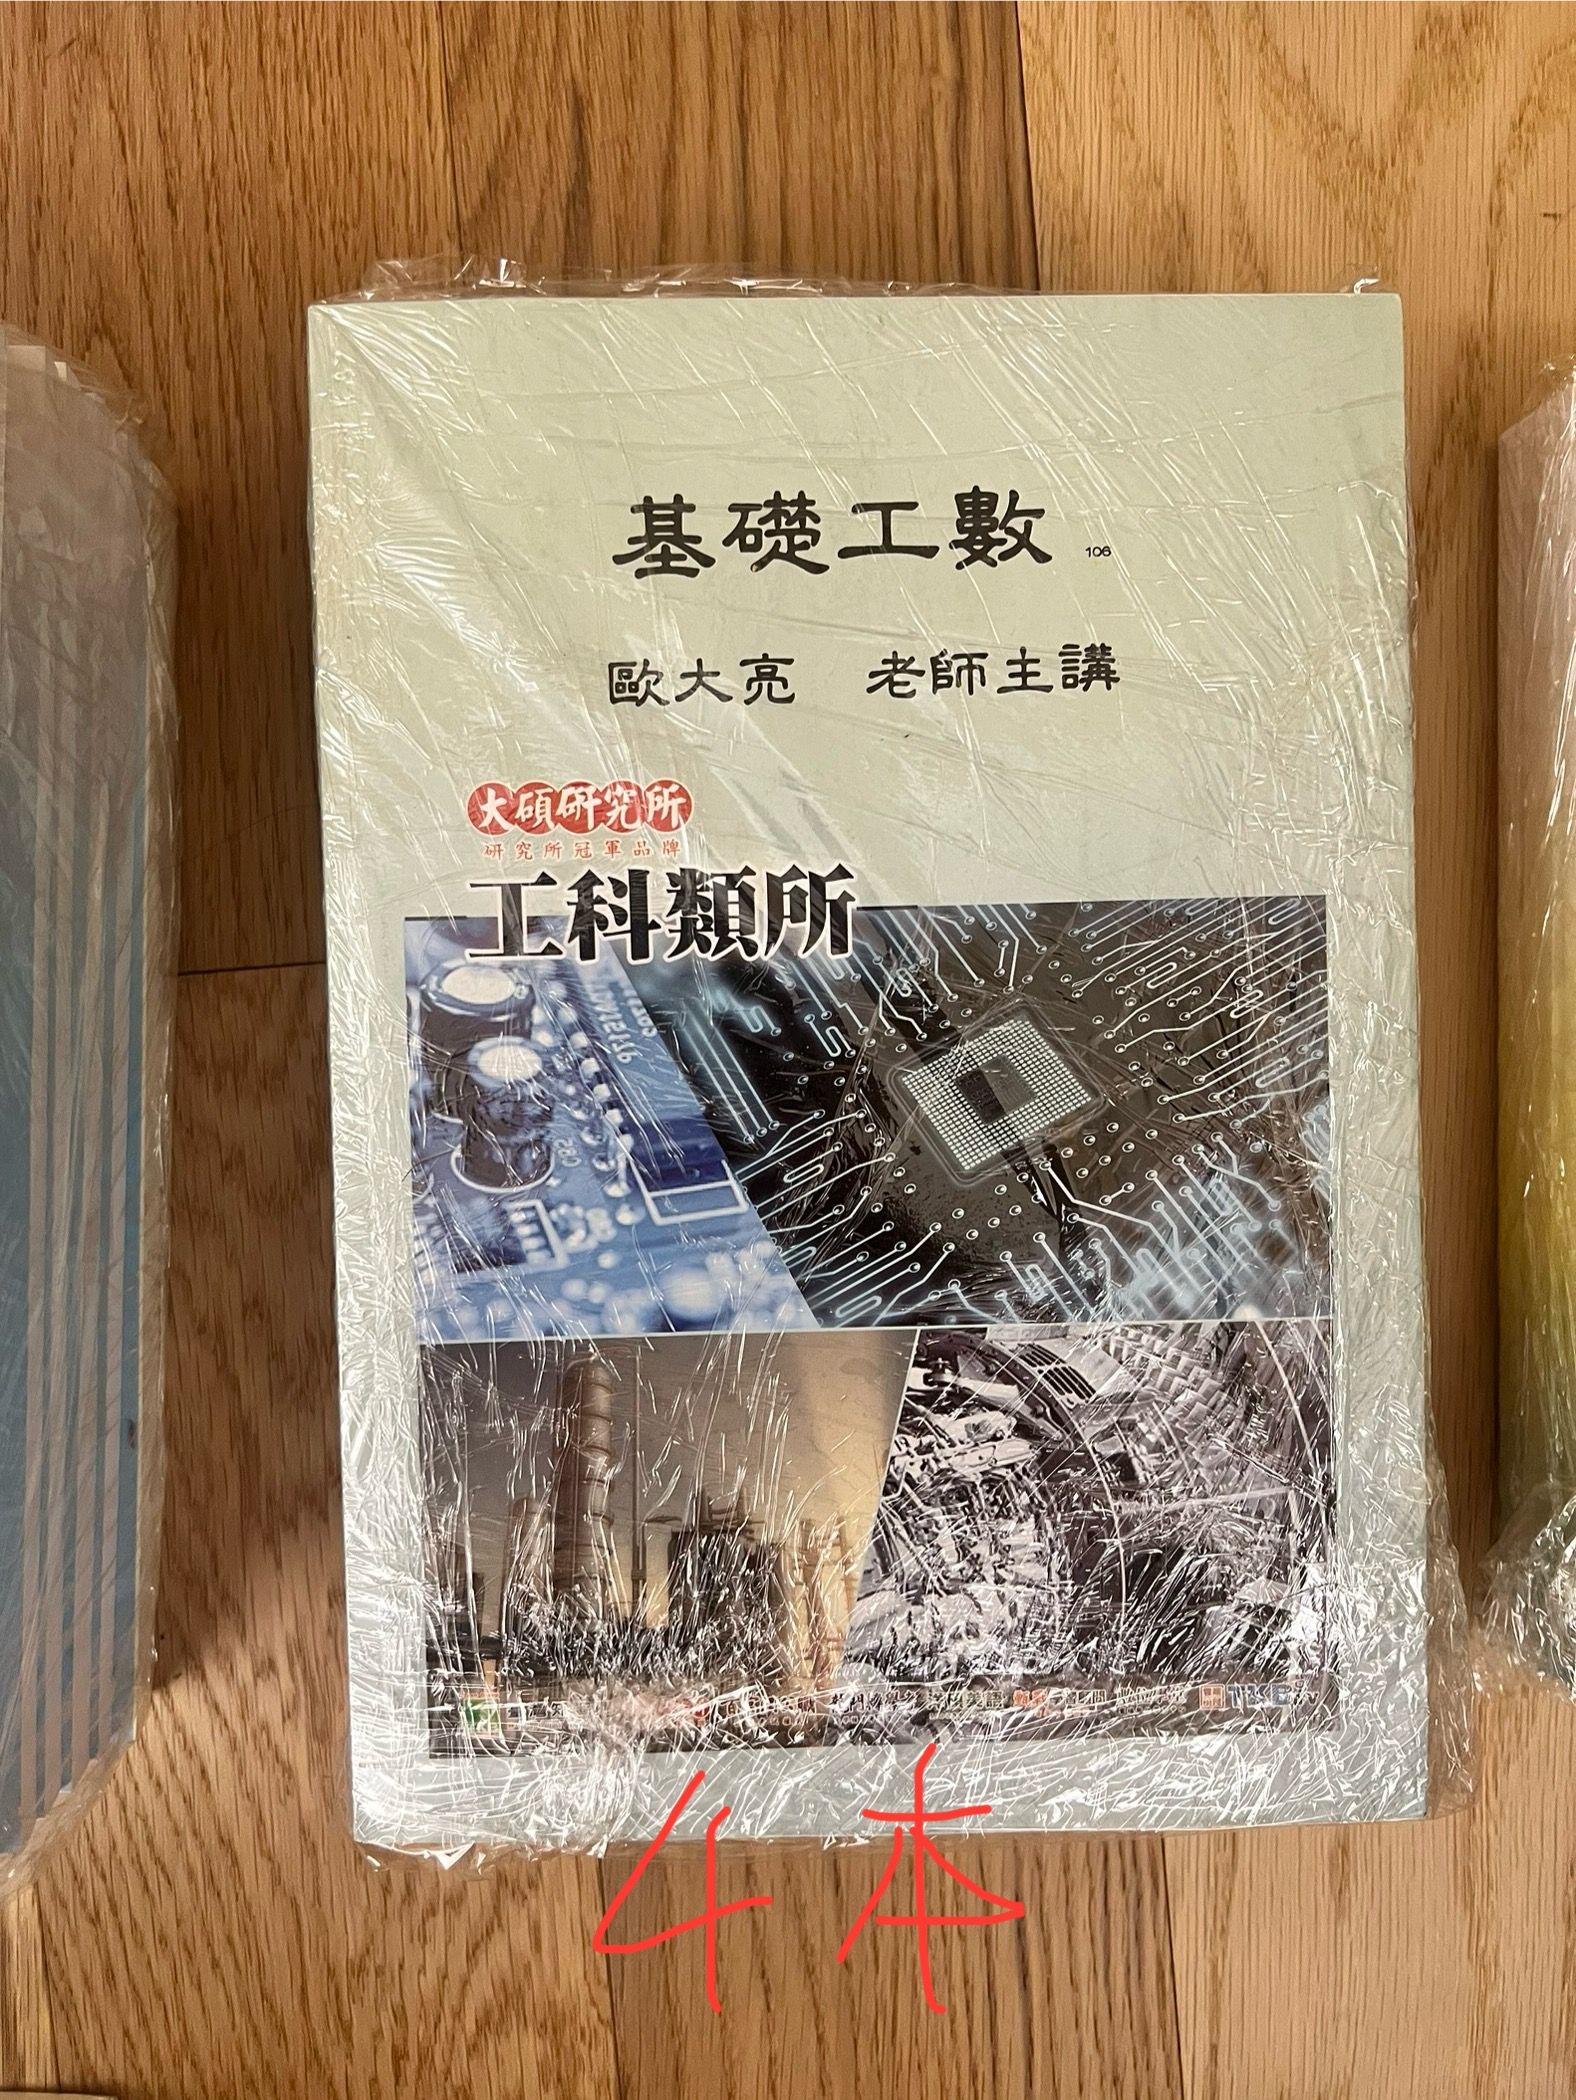 基礎工數 106
歐大亮 老師主講
大碩研究所
研究所冠軍品牌
工科類所
4本